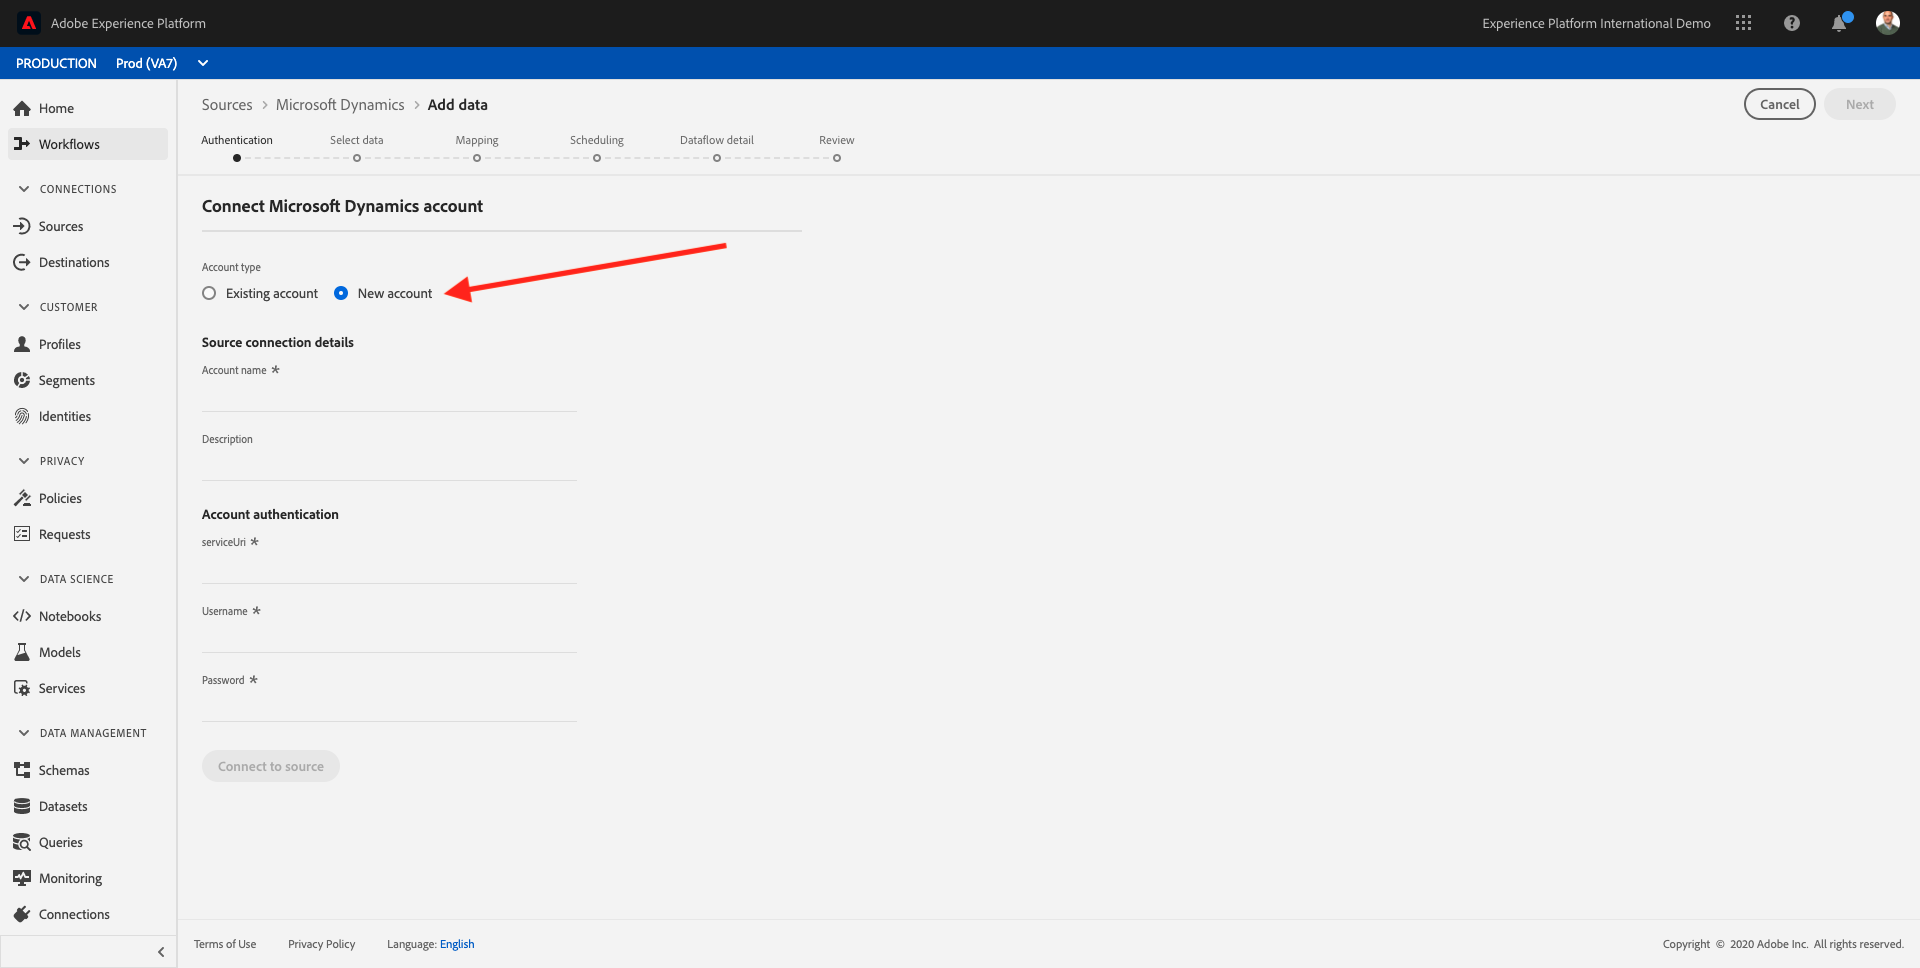 Adobe Experience Platform
Experience Platform International Demo
PRODUCTION Prod (VA7)
Home
Workflows
CONNECTIONS
Sources
Destinations
CUSTOMER
Profiles
Segments
Identities
PRIVACY
Policies
Requests
DATA SCIENCE
Notebooks
Models
Services
DATA MANAGEMENT
Schemas
Datasets
Queries
Monitoring
Connections
Sources > Microsoft Dynamics > Add data
Cancel
Next
Authentication Select data Mapping Scheduling Dataflow detail Review
Connect Microsoft Dynamics account
Account type
Existing account New account
Source connection details
Account name *
Description
Account authentication
serviceUri *
Username *
Password *
Connect to source
Terms of Use Privacy Policy Language: English
Copyright © 2020 Adobe Inc. All rights reserved.